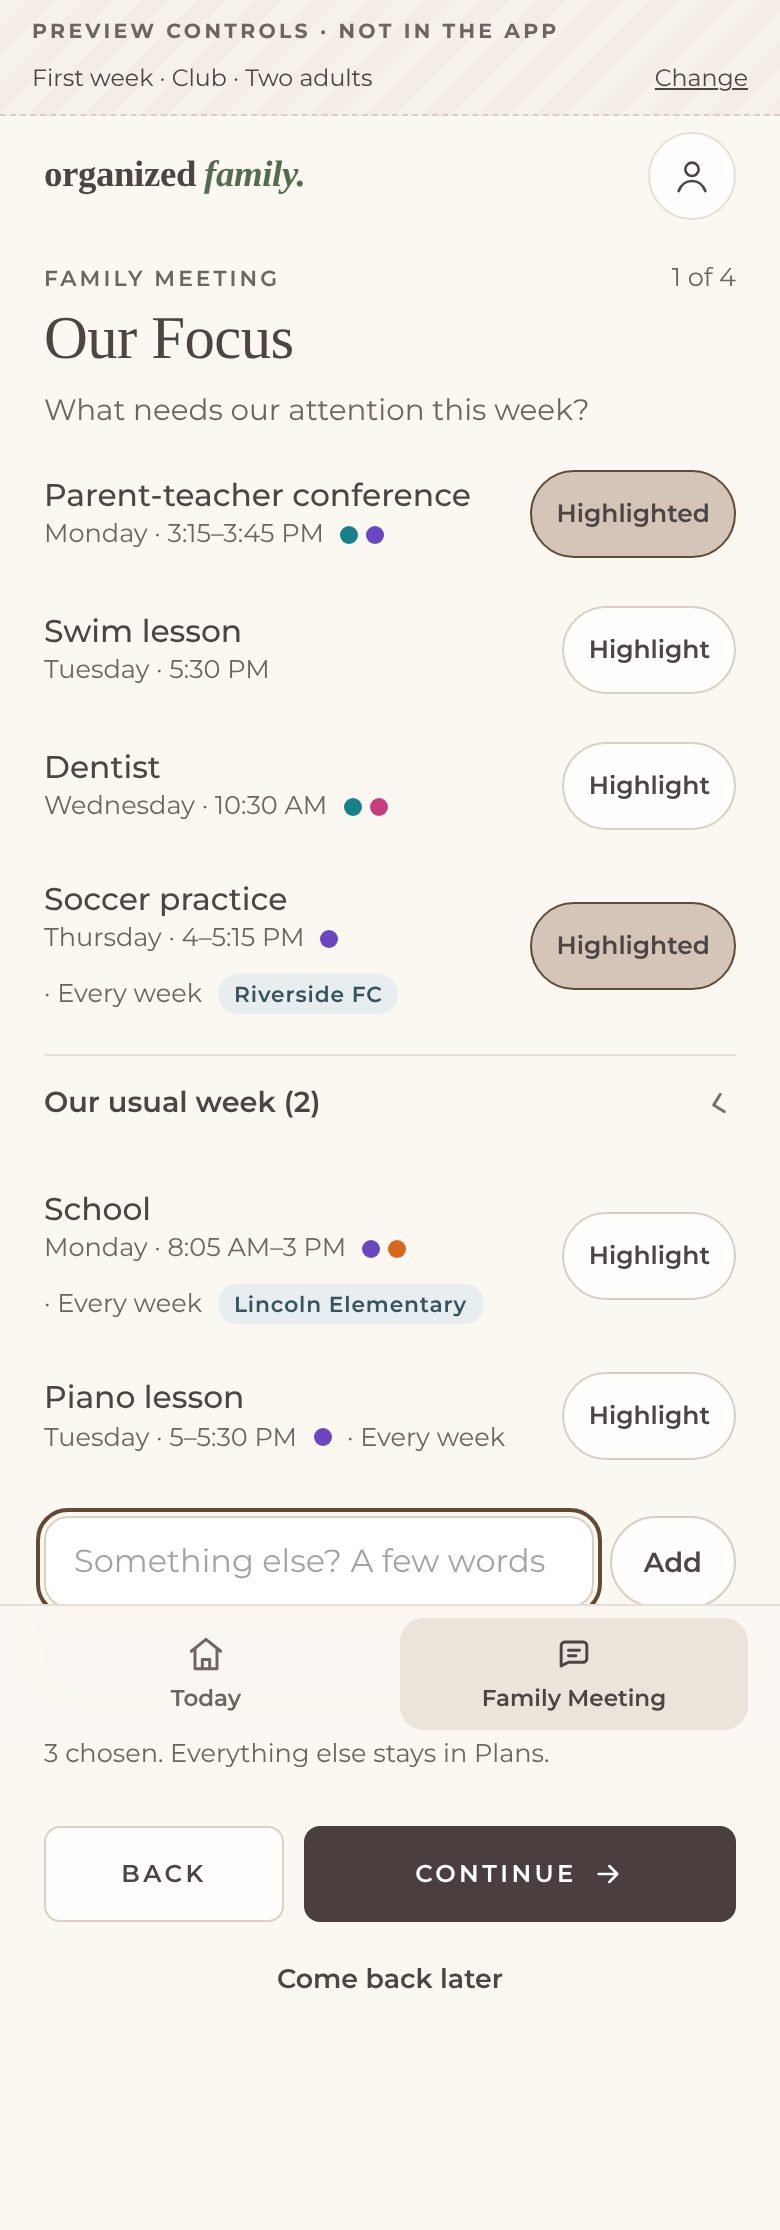 PREVIEW CONTROLS · NOT IN THE APP
First week · Club · Two adults
Change
organized family.
FAMILY MEETING
1 of 4
Our Focus
What needs our attention this week?
Parent-teacher conference
Monday · 3:15–3:45 PM
Highlighted
Swim lesson
Tuesday · 5:30 PM
Highlight
Dentist
Wednesday · 10:30 AM
Highlight
Soccer practice
Thursday · 4–5:15 PM
· Every week Riverside FC
Highlighted
Our usual week (2)
School
Monday · 8:05 AM–3 PM
· Every week Lincoln Elementary
Highlight
Piano lesson
Tuesday · 5–5:30 PM · Every week
Highlight
Something else? A few words
Add
Today
Family Meeting
3 chosen. Everything else stays in Plans.
BACK
CONTINUE →
Come back later